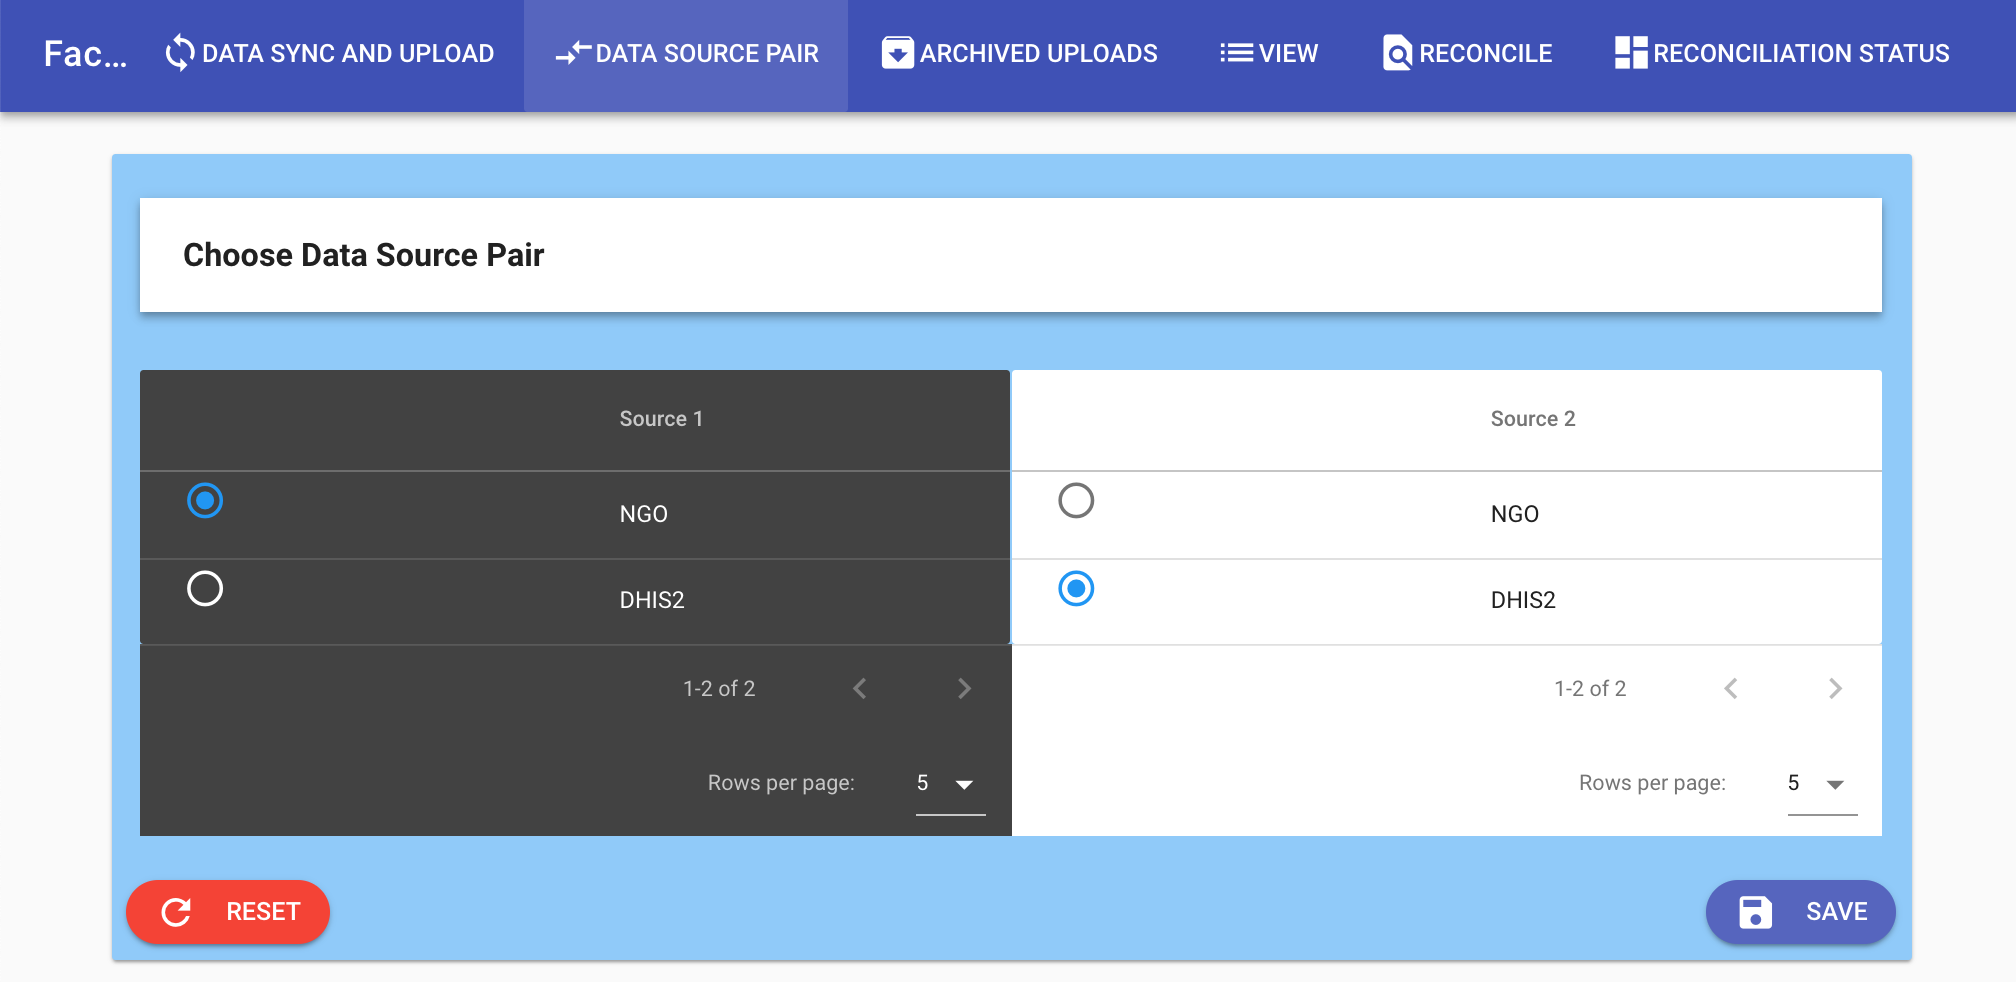 Fac...
DATA SYNC AND UPLOAD
DATA SOURCE PAIR
ARCHIVED UPLOADS
VIEW
RECONCILE
RECONCILIATION STATUS
Choose Data Source Pair
Source 1
NGO
DHIS2
1-2 of 2
Rows per page: 5
Source 2
NGO
DHIS2
1-2 of 2
Rows per page: 5
RESET
SAVE